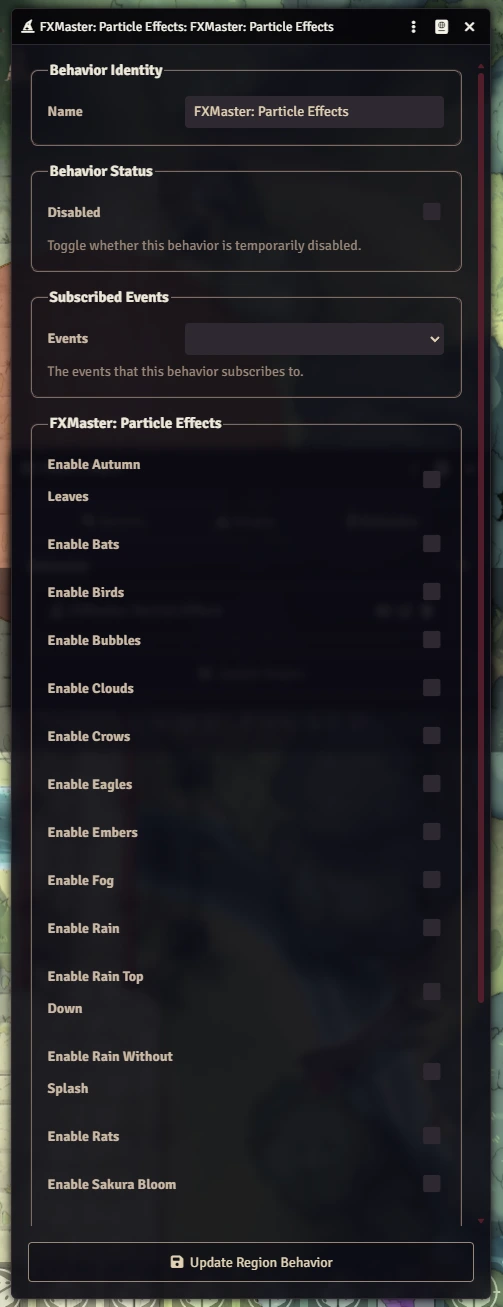 FXMaster: Particle Effects: FXMaster: Particle Effects
Behavior Identity
Name
FXMaster: Particle Effects
Behavior Status
Disabled
Toggle whether this behavior is temporarily disabled.
Subscribed Events
Events
The events that this behavior subscribes to.
FXMaster: Particle Effects
Enable Autumn
Leaves
Enable Bats
Enable Birds
Enable Bubbles
Enable Clouds
Enable Crows
Enable Eagles
Enable Embers
Enable Fog
Enable Rain
Enable Rain Top
Down
Enable Rain Without
Splash
Enable Rats
Enable Sakura Bloom
Update Region Behavior